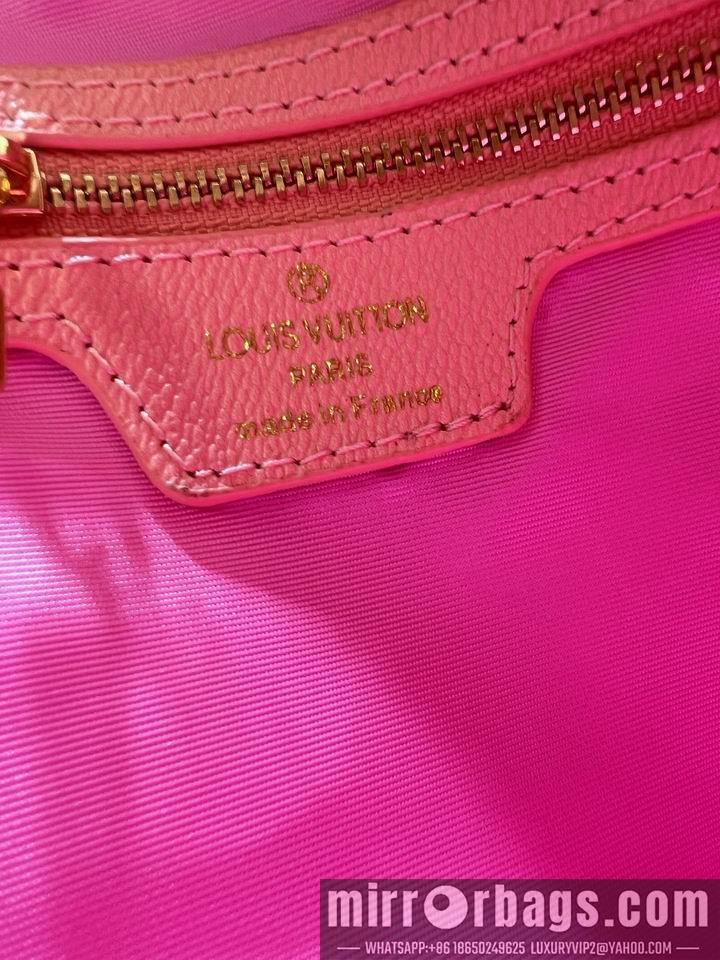 LOUIS VUITTON
PARIS
made in France
mirrorbags.com
WHATSAPP:+86 18650249625 LUXURYVIP2@YAHOO.COM